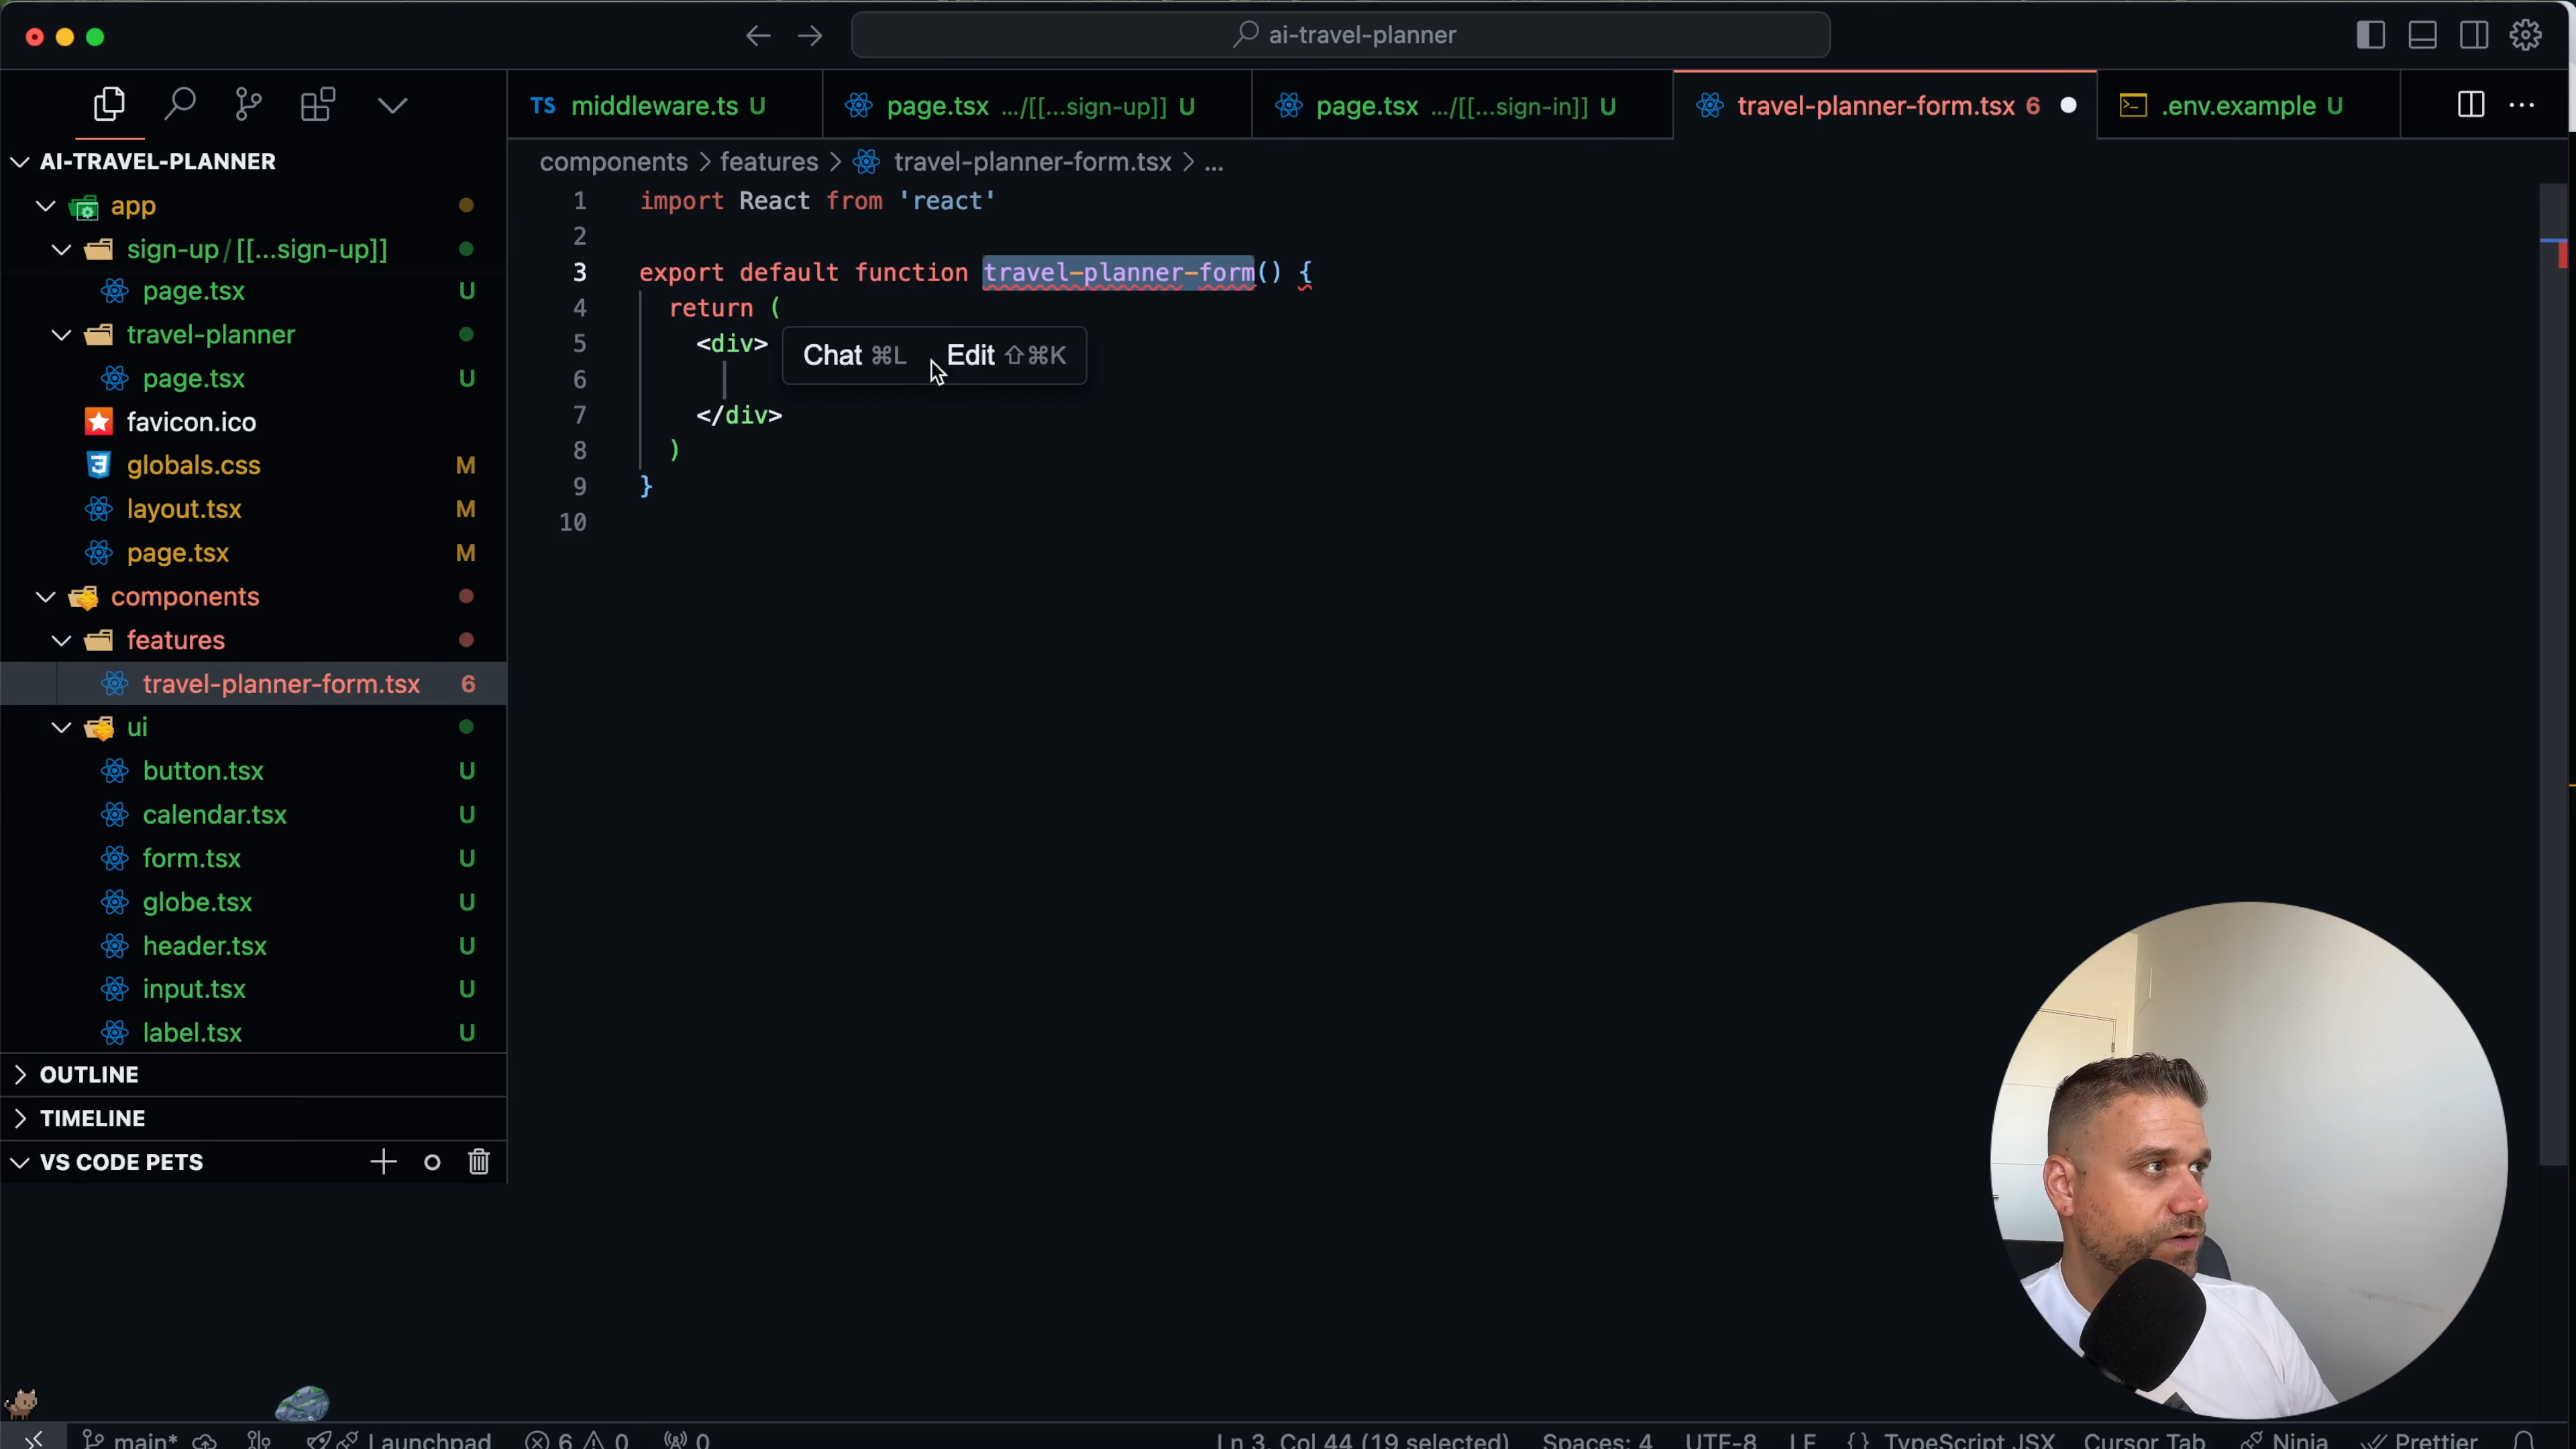 ai-travel-planner
TS middleware.ts U
page.tsx .../[[...sign-up]] U
page.tsx .../[[...sign-in]] U
travel-planner-form.tsx 6
.env.example U
AI-TRAVEL-PLANNER
app
sign-up/[[...sign-up]]
page.tsx U
travel-planner
page.tsx U
favicon.ico
globals.css M
layout.tsx M
page.tsx M
components
features
travel-planner-form.tsx 6
ui
button.tsx U
calendar.tsx U
form.tsx U
globe.tsx U
header.tsx U
input.tsx U
label.tsx U
OUTLINE
TIMELINE
VS CODE PETS
components > features > travel-planner-form.tsx > ...
1 import React from 'react'
2
3 export default function travel-planner-form() {
4 return (
5 <div>
Chat ⌘L Edit ⇧⌘K
6
7 </div>
8 )
9 }
10
main* Launchpad 6 0 0 Ln 3, Col 44 (19 selected) Spaces: 4 UTF-8 LF {} TypeScript JSX Cursor Tab Ninja Prettier